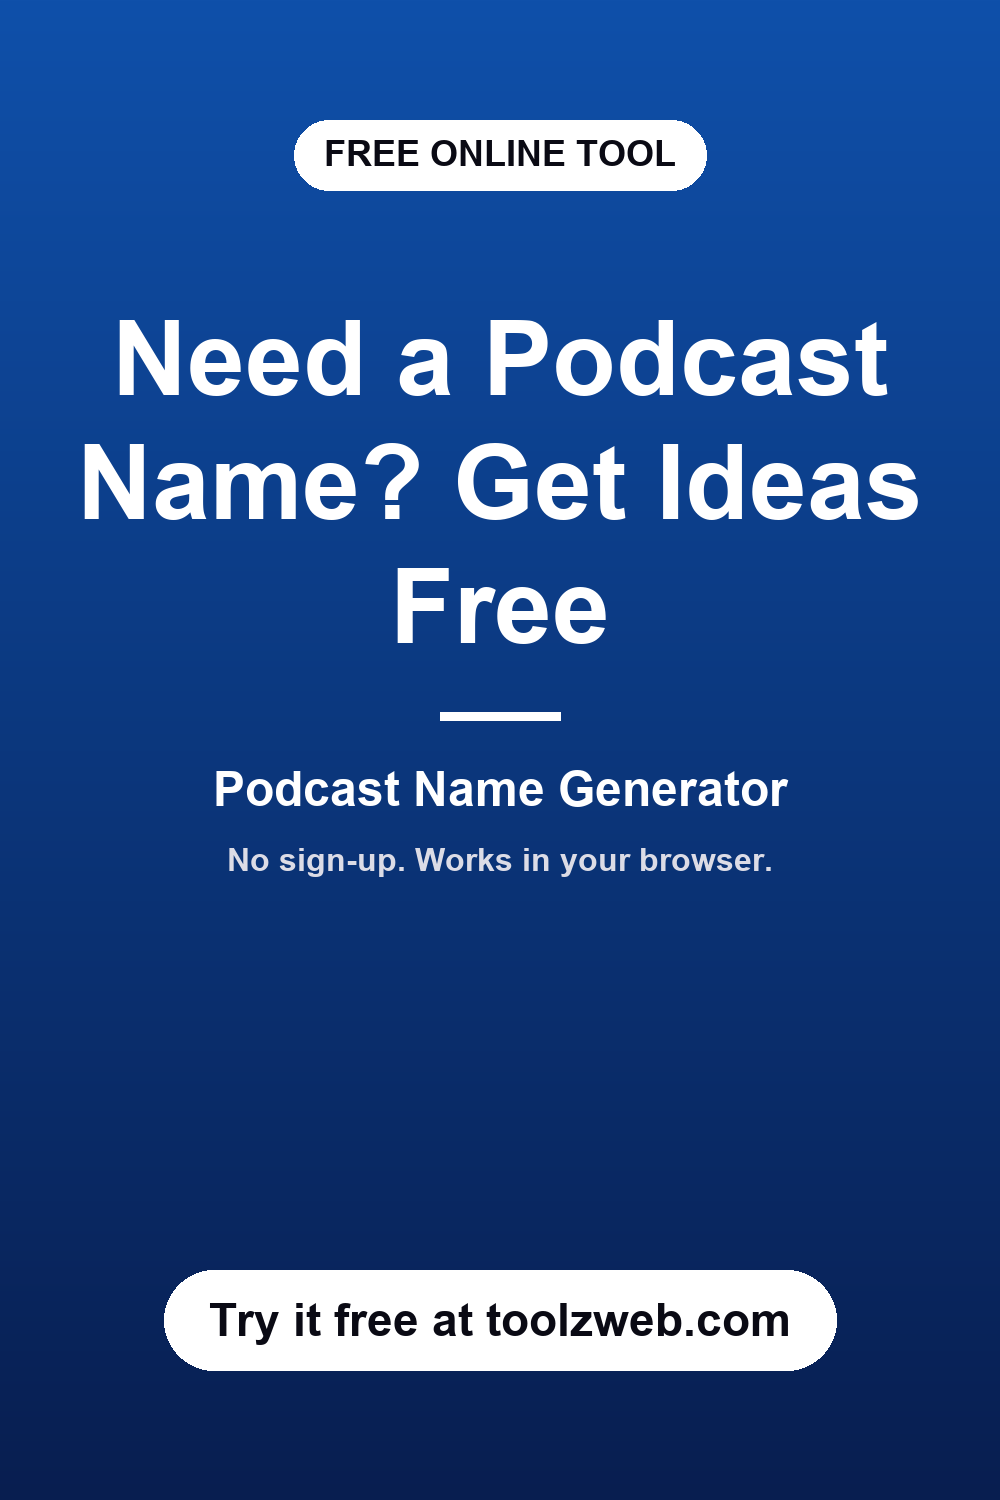 FREE ONLINE TOOL
Need a Podcast
Name? Get Ideas
Free
Podcast Name Generator
No sign-up. Works in your browser.
Try it free at toolzweb.com